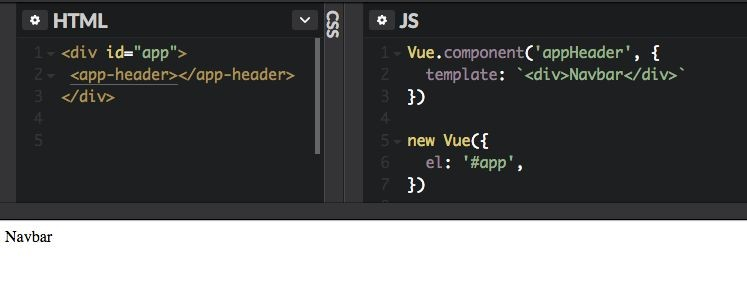 HTML
1 <div id="app">
2 <app-header></app-header>
3 </div>
4
5
CSS
JS
1 Vue.component('appHeader', {
2 template: `<div>Navbar</div>`
3 })
4
5 new Vue({
6 el: '#app',
7 })
Navbar